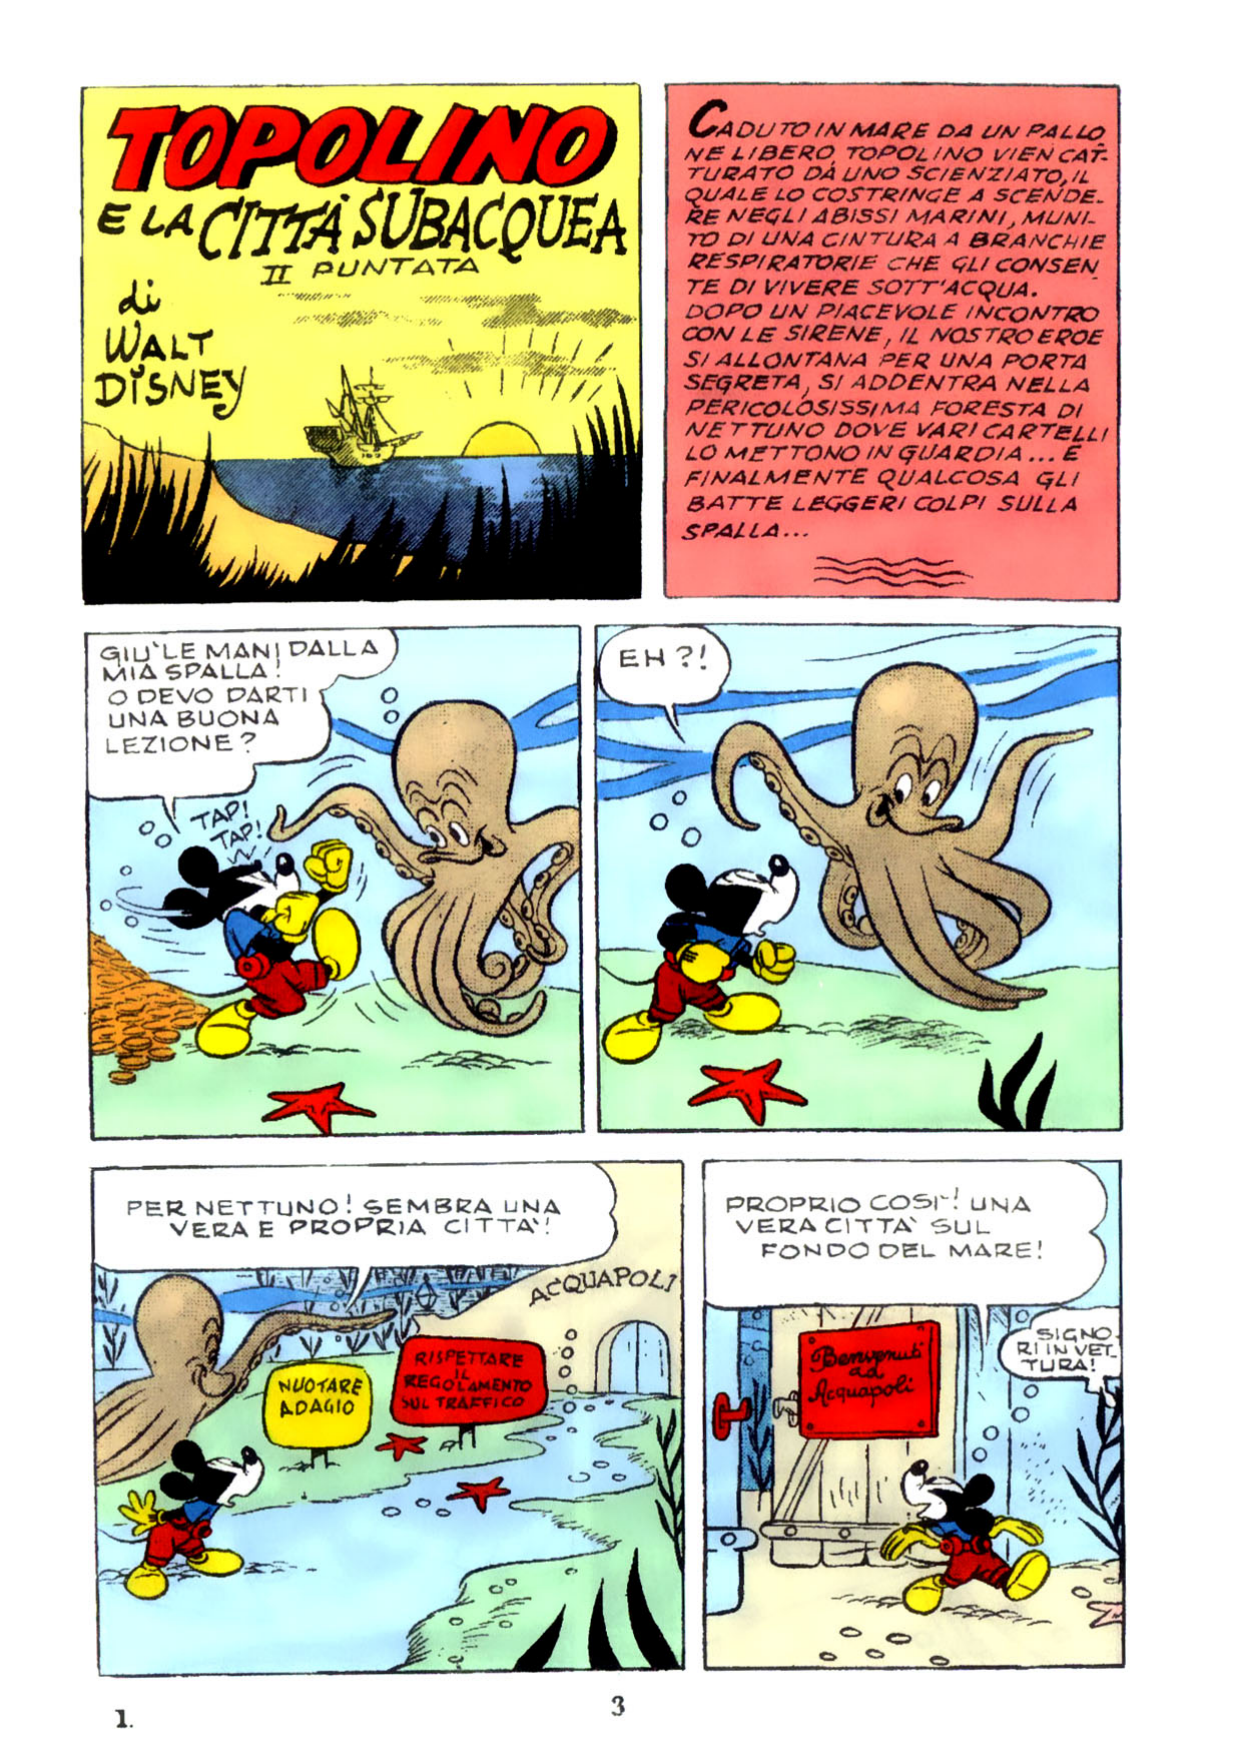 TOPOLINO
E LA CITTÀ SUBACQUEA
II PUNTATA
di
WALT
DISNEY
CADUTO IN MARE DA UN PALLO
NE LIBERO, TOPOLINO VIEN CAT-
TURATO DA UNO SCIENZIATO, IL
QUALE LO COSTRINGE A SCENDE-
RE NEGLI ABISSI MARINI, MUNI-
TO DI UNA CINTURA A BRANCHIE
RESPIRATORIE CHE GLI CONSEN
TE DI VIVERE SOTT'ACQUA.
DOPO UN PIACEVOLE INCONTRO
CON LE SIRENE, IL NOSTRO EROE
SI ALLONTANA PER UNA PORTA
SEGRETA, SI ADDENTRA NELLA
PERICOLOSISSIMA FORESTA DI
NETTUNO DOVE VARI CARTELLI
LO METTONO IN GUARDIA... E
FINALMENTE QUALCOSA GLI
BATTE LEGGERI COLPI SULLA
SPALLA...
GIU' LE MANI DALLA
MIA SPALLA!
O DEVO DARTI
UNA BUONA
LEZIONE?
TAP!
TAP!
EH?!
PER NETTUNO! SEMBRA UNA
VERA E PROPRIA CITTA'!
ACQUAPOLI
NUOTARE
ADAGIO
RISPETTARE
IL
REGOLAMENTO
SUL TRAFFICO
PROPRIO COSI'! UNA
VERA CITTA' SUL
FONDO DEL MARE!
Benvenuti
ad
Acquapoli
SIGNO-
RI IN VET-
TURA!
1.
3